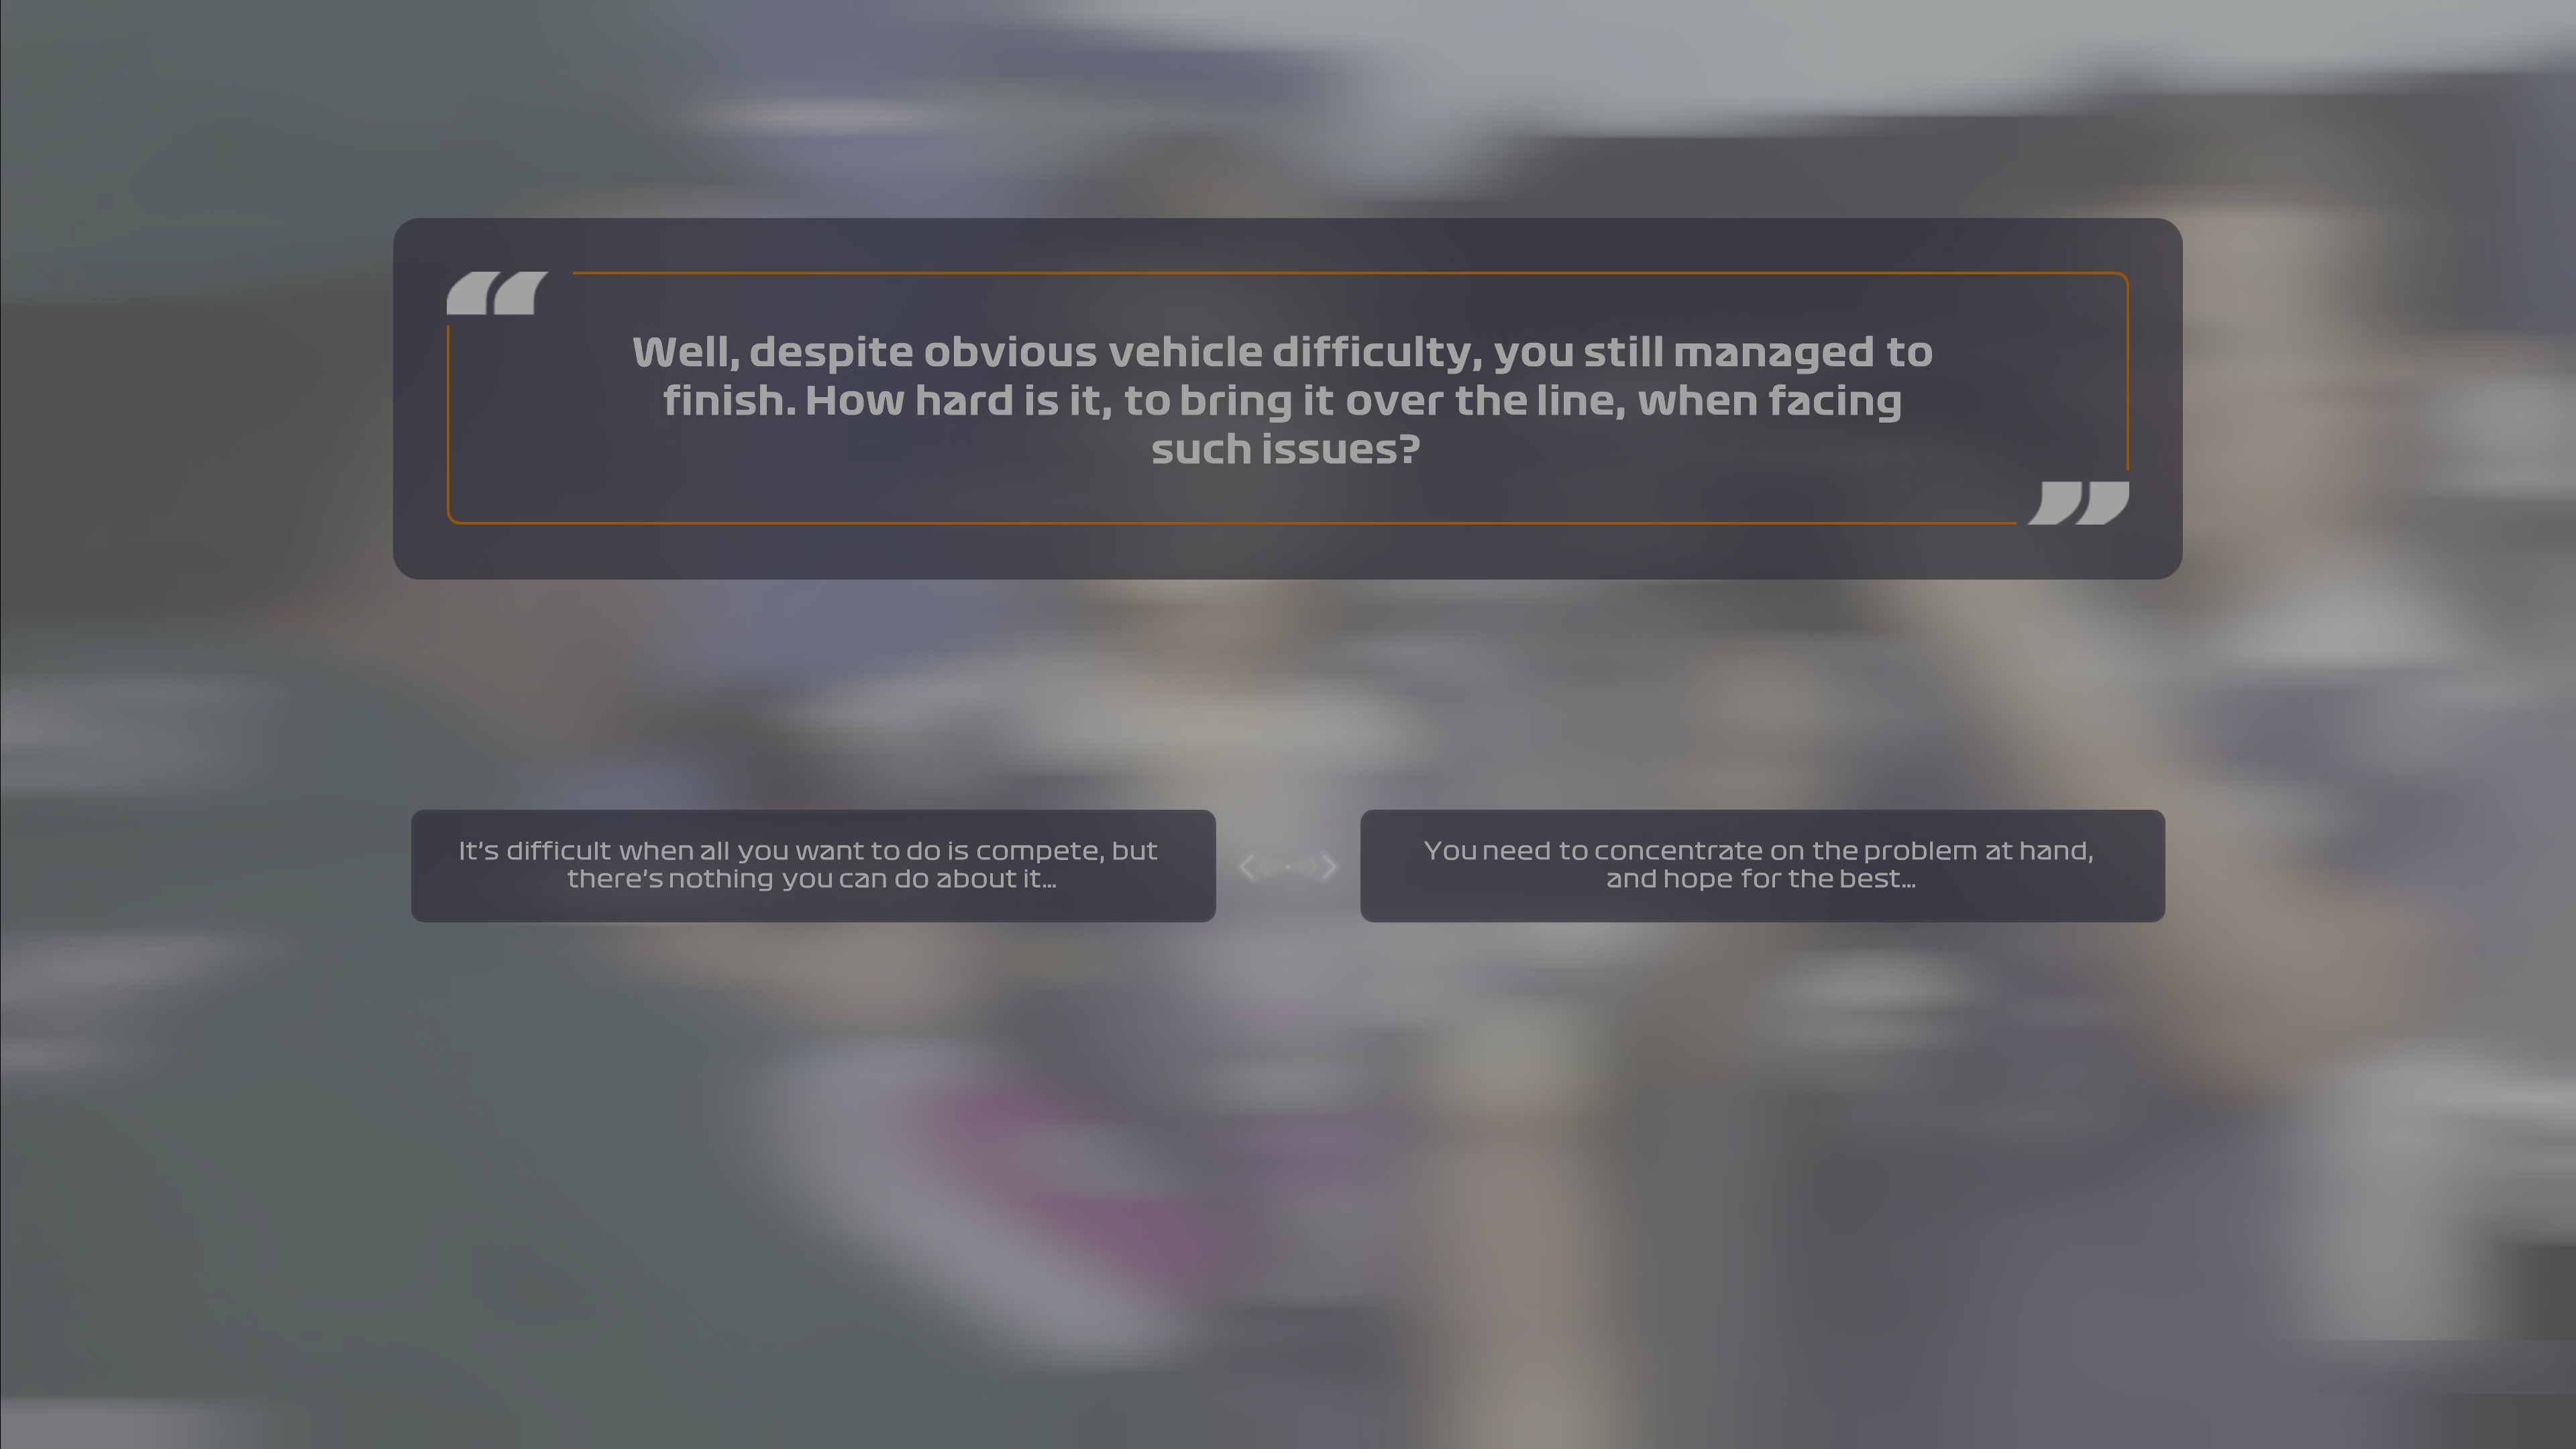 Well, despite obvious vehicle difficulty, you still managed to
finish. How hard is it, to bring it over the line, when facing
such issues?
It's difficult when all you want to do is compete, but
there's nothing you can do about it...
You need to concentrate on the problem at hand,
and hope for the best...